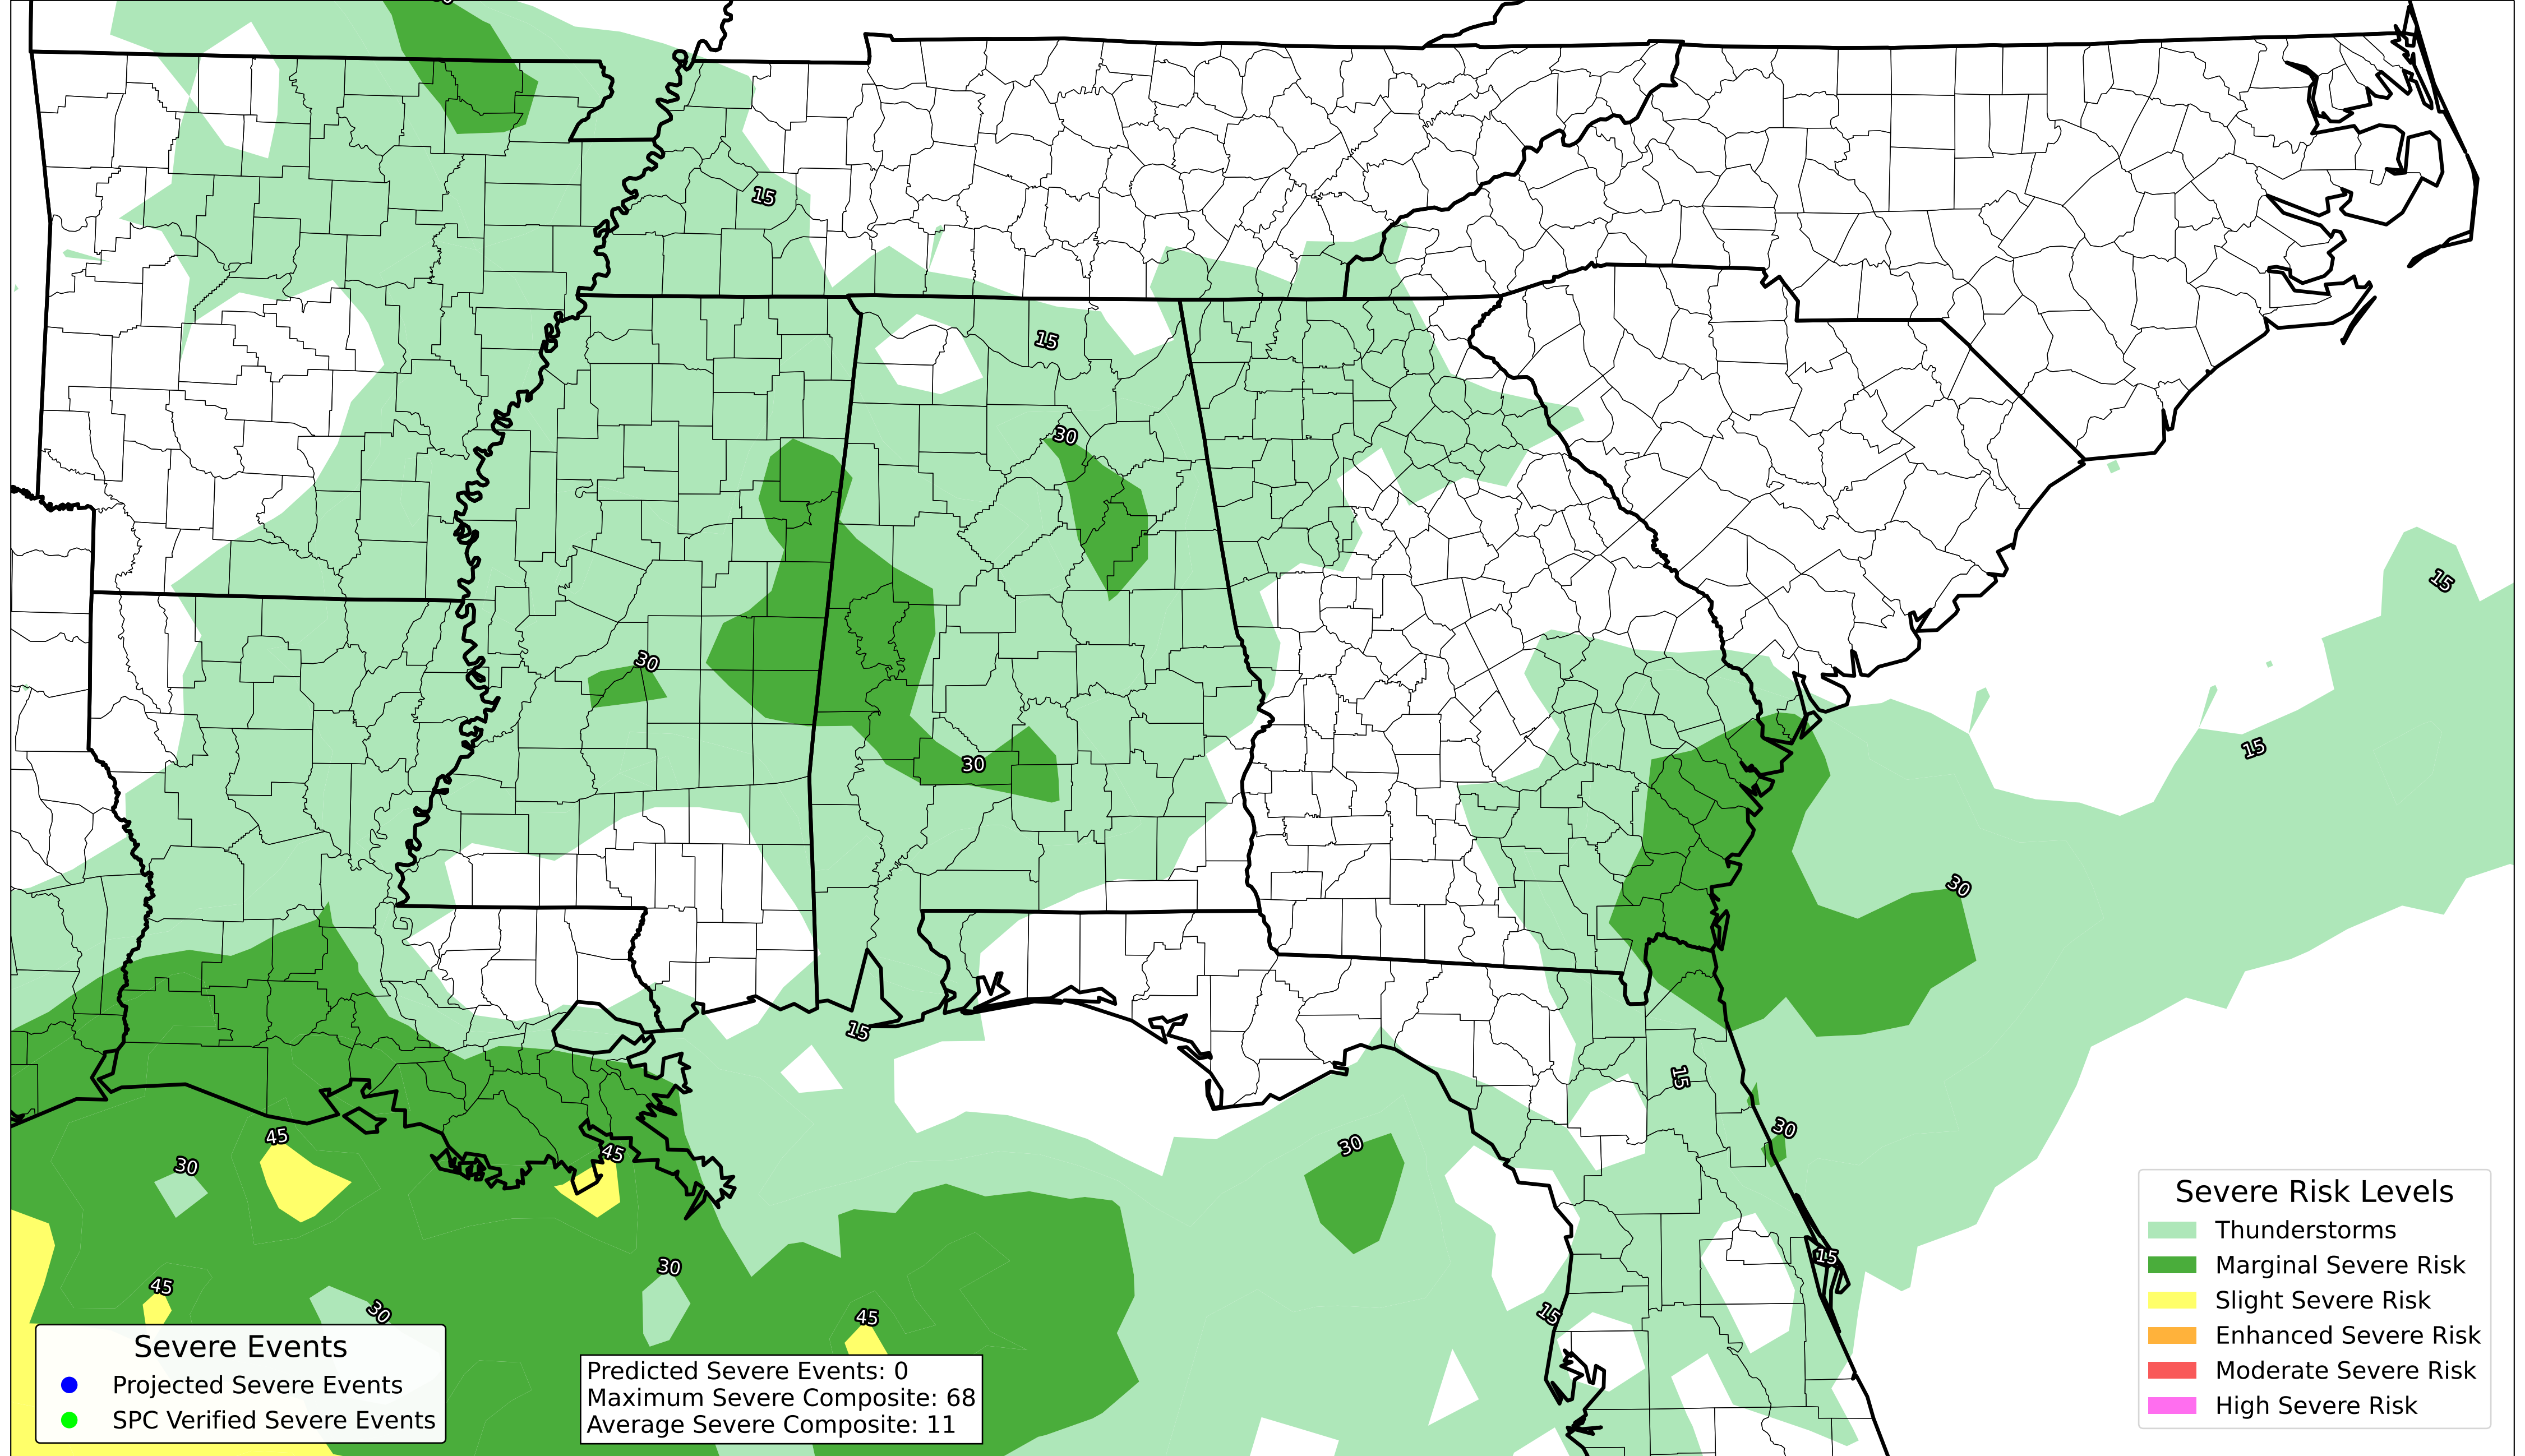 15
15
30
15
30
15
30
30
15
15
30
45
30
45
30
30
45
30
15
15
45
Severe Events
Projected Severe Events
SPC Verified Severe Events
Predicted Severe Events: 0
Maximum Severe Composite: 68
Average Severe Composite: 11
Severe Risk Levels
Thunderstorms
Marginal Severe Risk
Slight Severe Risk
Enhanced Severe Risk
Moderate Severe Risk
High Severe Risk